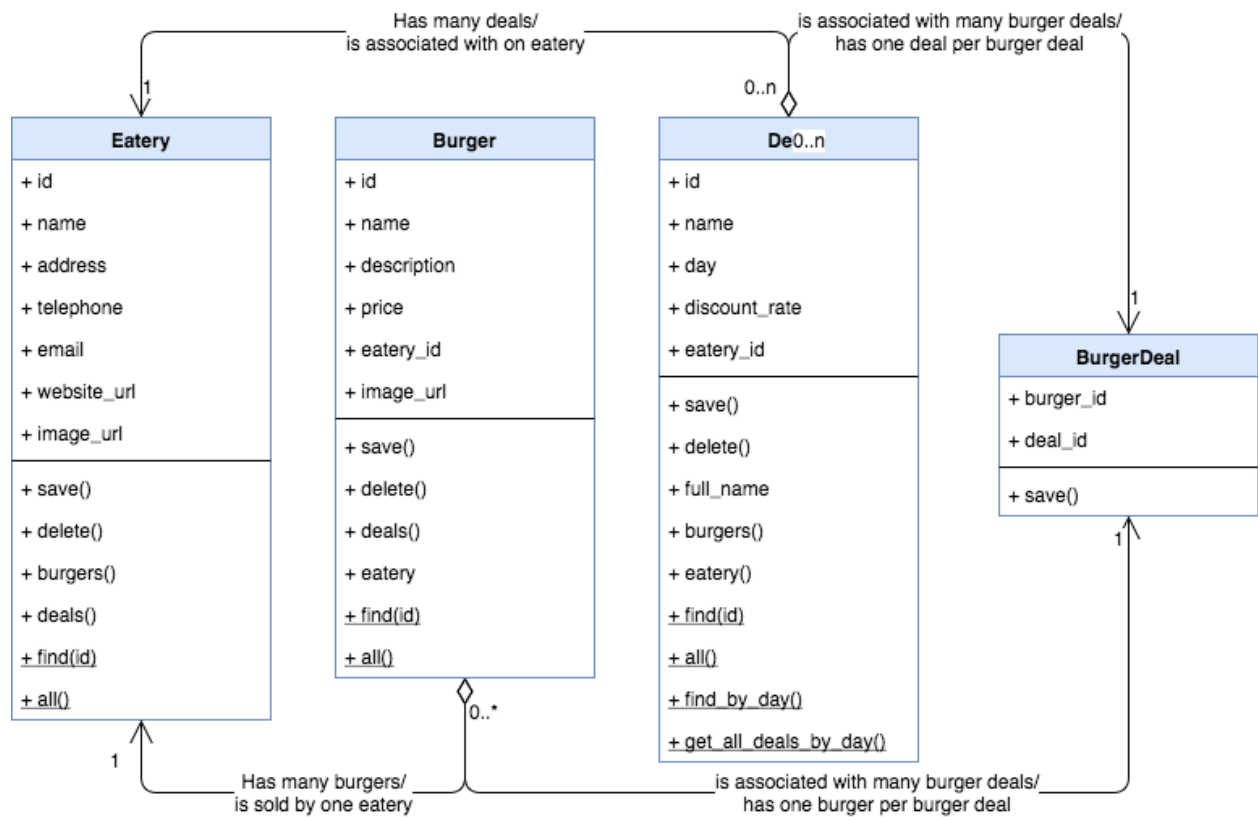 Has many deals/
is associated with on eatery
is associated with many burger deals/
has one deal per burger deal
1
0..n
Eatery
+ id
+ name
+ address
+ telephone
+ email
+ website_url
+ image_url
+ save()
+ delete()
+ burgers()
+ deals()
+ find(id)
+ all()
Burger
+ id
+ name
+ description
+ price
+ eatery_id
+ image_url
+ save()
+ delete()
+ deals()
+ eatery
+ find(id)
+ all()
De0..n
+ id
+ name
+ day
+ discount_rate
+ eatery_id
+ save()
+ delete()
+ full_name
+ burgers()
+ eatery()
+ find(id)
+ all()
+ find_by_day()
+ get_all_deals_by_day()
1
BurgerDeal
+ burger_id
+ deal_id
+ save()
1
0..*
1
Has many burgers/
is sold by one eatery
is associated with many burger deals/
has one burger per burger deal